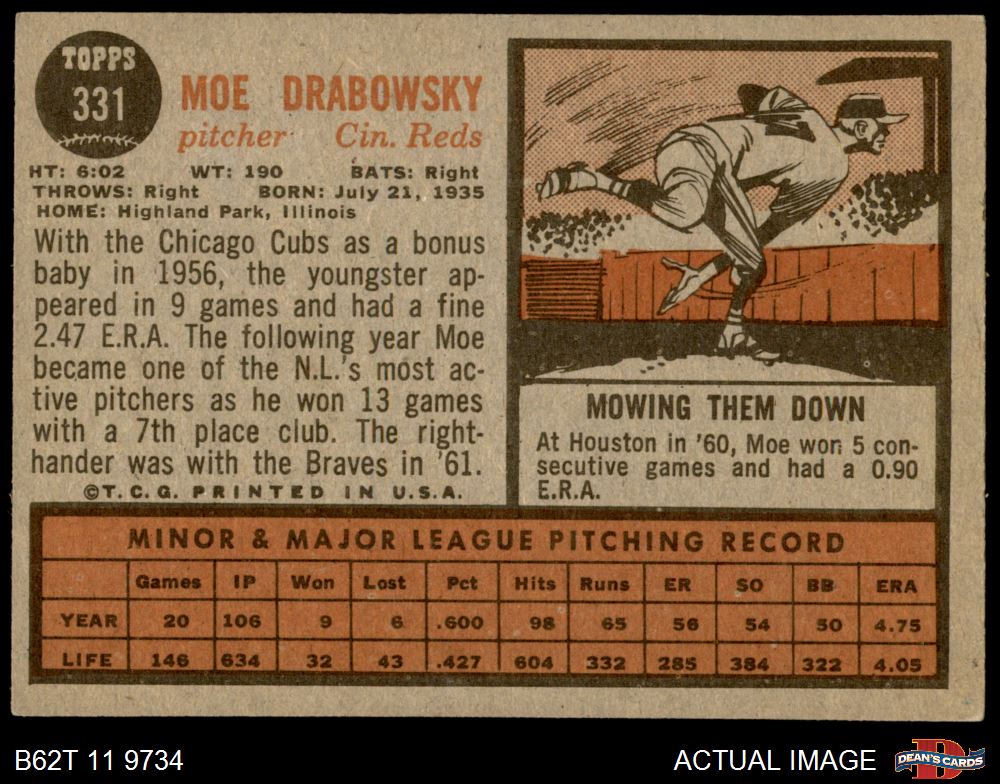 TOPPS
331
MOE DRABOWSKY
pitcher Cin. Reds
HT: 6:02 WT: 190 BATS: Right
THROWS: Right BORN: July 21, 1935
HOME: Highland Park, Illinois
With the Chicago Cubs as a bonus
baby in 1956, the youngster ap-
peared in 9 games and had a fine
2.47 E.R.A. The following year Moe
became one of the N.L.'s most ac-
tive pitchers as he won 13 games
with a 7th place club. The right-
hander was with the Braves in '61.
©T.C.G. PRINTED IN U.S.A.
MOWING THEM DOWN
At Houston in '60, Moe won 5 con-
secutive games and had a 0.90
E.R.A.
MINOR & MAJOR LEAGUE PITCHING RECORD
Games IP Won Lost Pct Hits Runs ER SO BB ERA
YEAR 20 106 9 6 .600 98 65 56 54 50 4.75
LIFE 146 634 32 43 .427 604 332 285 384 322 4.05
B62T 11 9734
ACTUAL IMAGE
DEAN'S CARDS